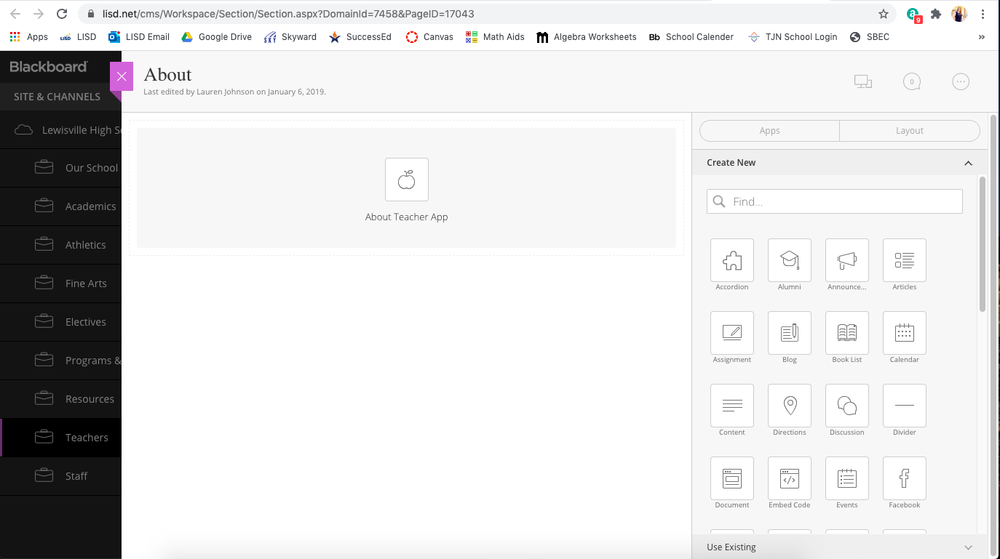 lisd.net/cms/Workspace/Section/Section.aspx?DomainId=7458&PageID=17043
a 9
Apps LISD LISD Email Google Drive Skyward SuccessEd Canvas Math Aids Algebra Worksheets Bb School Calender TJN School Login SBEC »
Blackboard
SITE & CHANNELS
Lewisville High S
Our School
Academics
Athletics
Fine Arts
Electives
Programs &
Resources
Teachers
Staff
About
Last edited by Lauren Johnson on January 6, 2019.
0
About Teacher App
Apps Layout
Create New
Find...
Accordion Alumni Announce... Articles
Assignment Blog Book List Calendar
Content Directions Discussion Divider
Document Embed Code Events Facebook
Use Existing